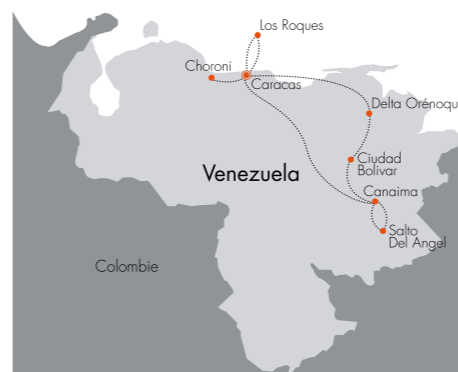 Los Roques
Choroni
Caracas
Delta Orénoqu
Venezuela
Ciudad
Bolivar
Canaima
Salto
Del Angel
Colombie